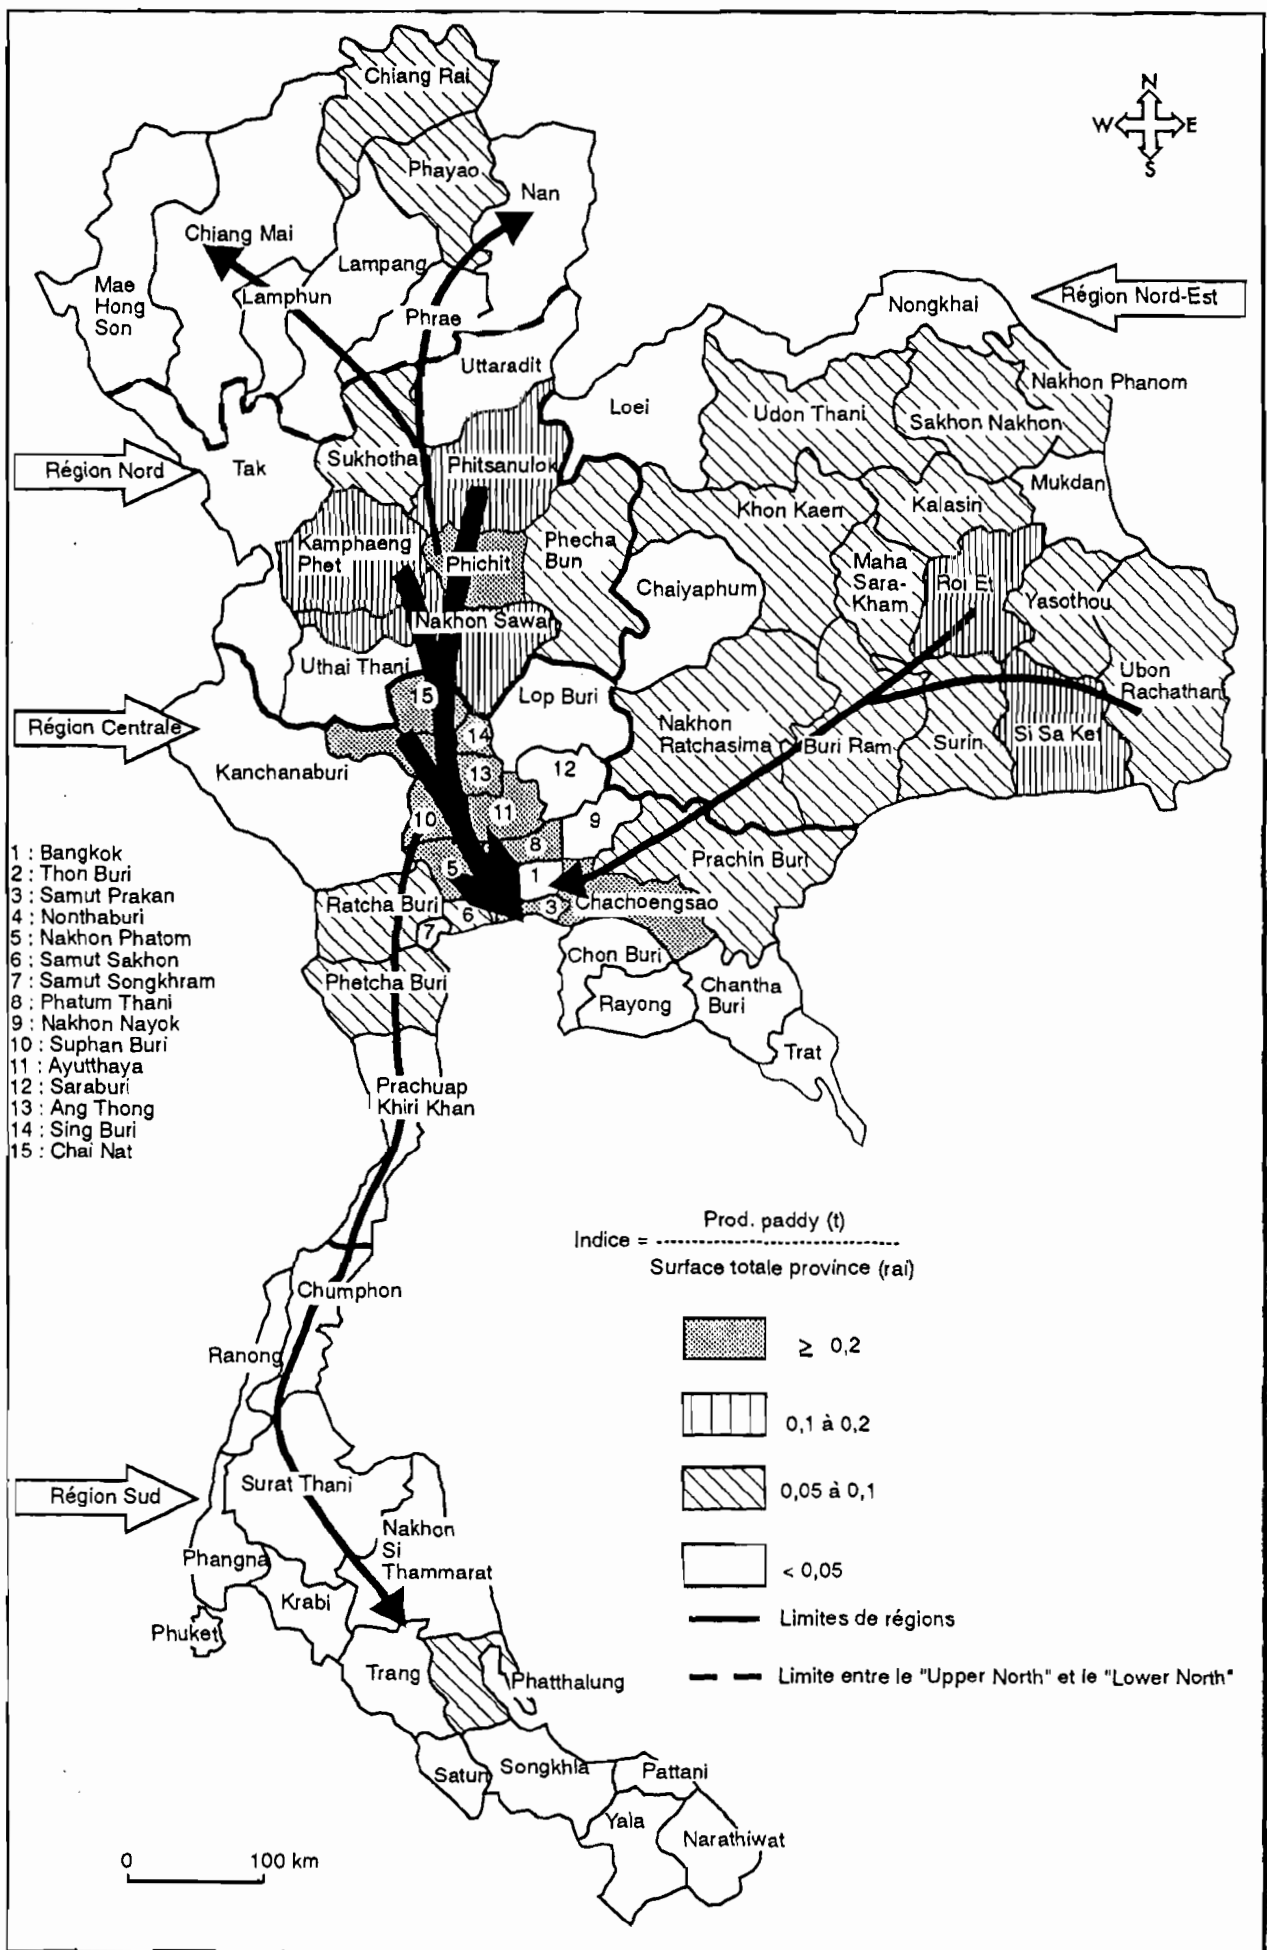 Chiang Rai
N
W E
S
Phayao
Nan
Chiang Mai
Lampang
Mae
Hong
Son
Lamphun
Phrae
Nongkhai
Région Nord-Est
Uttaradit
Nakhon Phanom
Loei
Udon Thani
Sakhon Nakhon
Région Nord
Tak
Sukhotha
Phitsanulok
Mukdan
Khon Kaen
Kalasin
Kamphaeng
Phet
Phichit
Phecha
Bun
Chaiyaphum
Maha
Sara-
Kham
Roi Et
Yasothou
Nakhon Sawa
Uthai Thani
Lop Buri
Ubon
Rachathan
15
Région Centrale
14
Nakhon
Ratchasima
Buri Ram
Surin
Si Sa Ket
Kanchanaburi
13
12
11
10
9
8
Prachin Buri
5
1
Ratcha Buri
6
3
Chachoengsao
7
Chon Buri
Phetcha Buri
Rayong
Chantha
Buri
Trat
1 : Bangkok
2 : Thon Buri
3 : Samut Prakan
4 : Nonthaburi
5 : Nakhon Phatom
6 : Samut Sakhon
7 : Samut Songkhram
8 : Phatum Thani
9 : Nakhon Nayok
10 : Suphan Buri
11 : Ayutthaya
12 : Saraburi
13 : Ang Thong
14 : Sing Buri
15 : Chai Nat
Prachuap
Khiri Khan
Prod. paddy (t)
Indice =
Surface totale province (rai)
Chumphon
≥ 0,2
Ranong
0,1 à 0,2
Surat Thani
Région Sud
0,05 à 0,1
Nakhon
Si
Thammarat
Phangna
< 0,05
Krabi
Limites de régions
Phuket
Trang
Phatthalung
Limite entre le "Upper North" et le "Lower North"
Satun
Songkhla
Pattani
Yala
Narathiwat
0 100 km